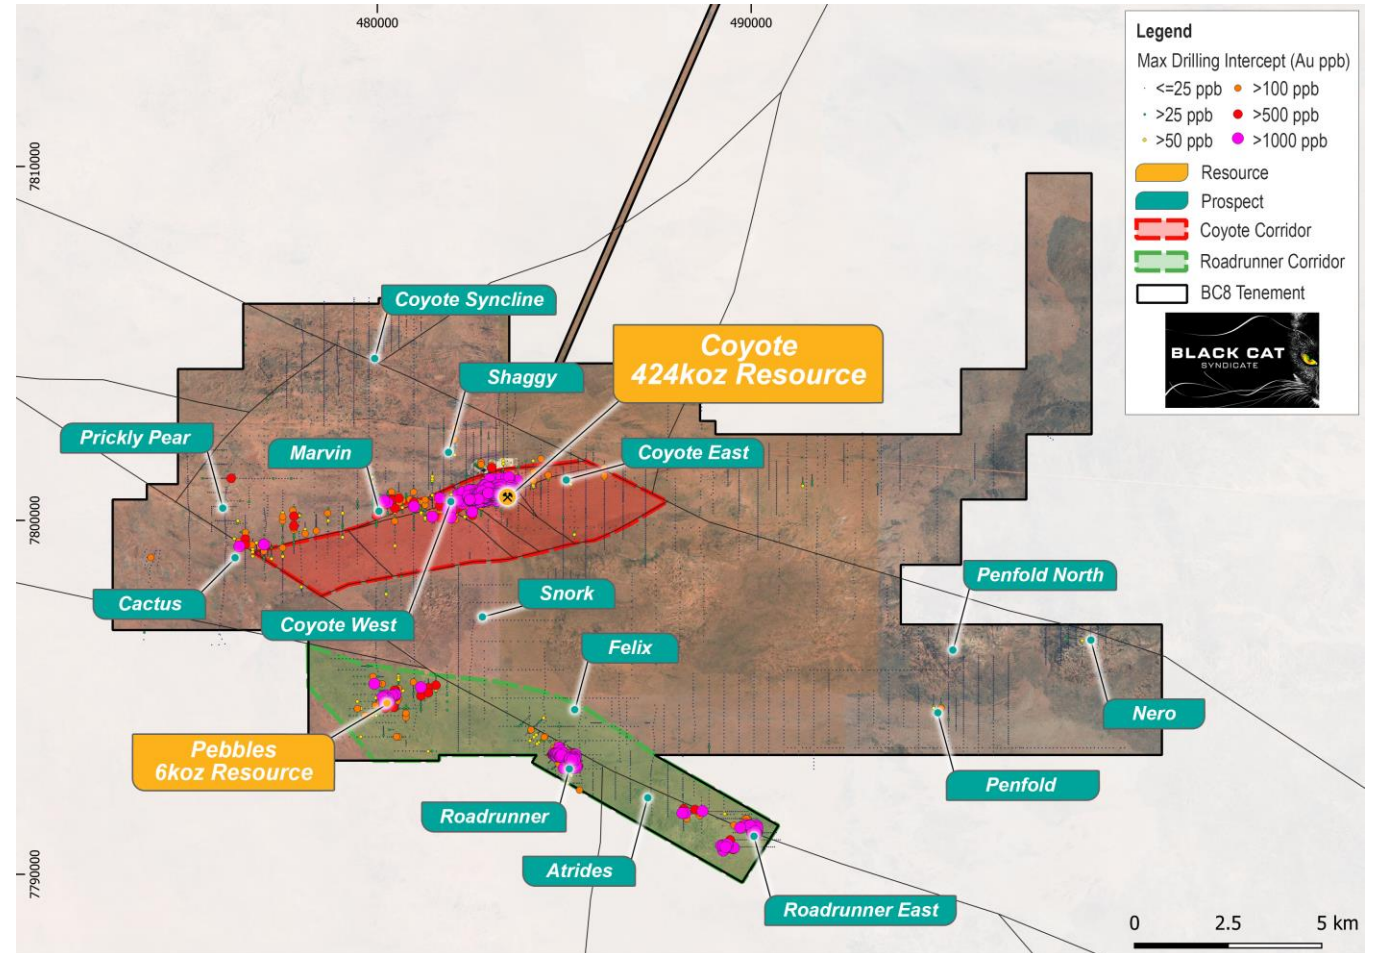 480000
490000
7810000
7800000
7790000
Legend
Max Drilling Intercept (Au ppb)
<=25 ppb
>100 ppb
>25 ppb
>500 ppb
>50 ppb
>1000 ppb
Resource
Prospect
Coyote Corridor
Roadrunner Corridor
BC8 Tenement
BLACK CAT
SYNDICATE
Coyote Syncline
Coyote
424koz Resource
Shaggy
Prickly Pear
Marvin
Coyote East
Cactus
Coyote West
Snork
Felix
Penfold North
Nero
Penfold
Pebbles
6koz Resource
Roadrunner
Atrides
Roadrunner East
0
2.5
5 km